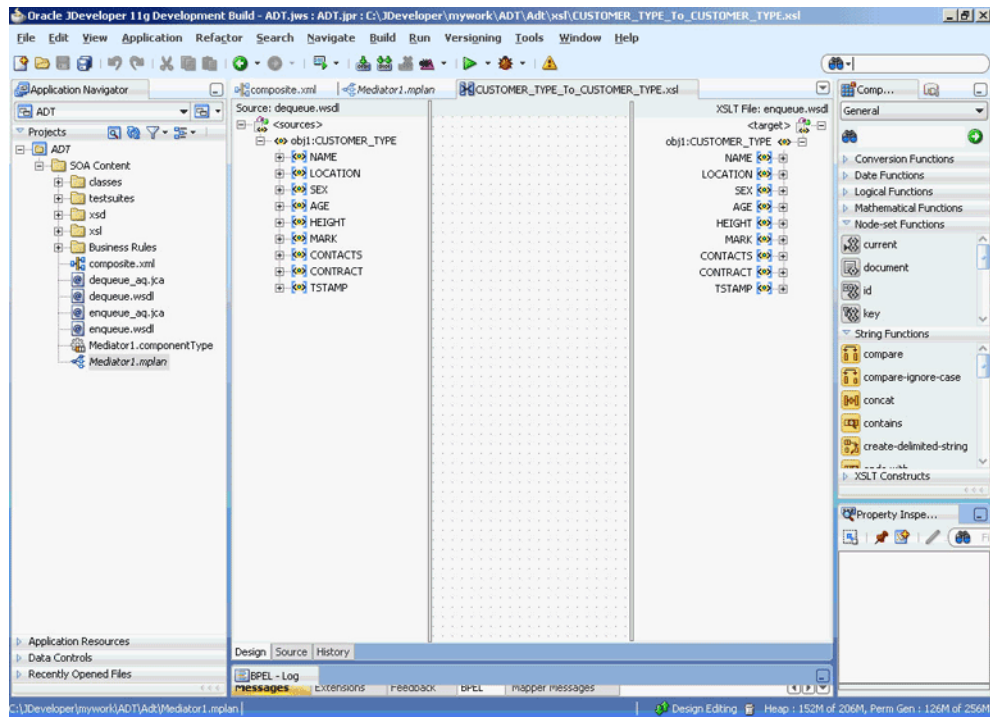 Oracle JDeveloper 11g Development Build - ADT.jws : ADT.jpr : C:\JDeveloper\mywork\ADT\Adt\xsl\CUSTOMER_TYPE_To_CUSTOMER_TYPE.xsl
File Edit View Application Refactor Search Navigate Build Run Versioning Tools Window Help
Application Navigator
composite.xml Mediator1.mplan CUSTOMER_TYPE_To_CUSTOMER_TYPE.xsl
Comp...
ADT
Source: dequeue.wsdl
XSLT File: enqueue.wsdl
General
Projects
<sources>
<target>
ADT
obj1:CUSTOMER_TYPE
obj1:CUSTOMER_TYPE
SOA Content
NAME
NAME
Conversion Functions
classes
LOCATION
LOCATION
Date Functions
testsuites
SEX
SEX
Logical Functions
xsd
AGE
AGE
Mathematical Functions
xsl
HEIGHT
HEIGHT
Node-set Functions
Business Rules
MARK
MARK
current
composite.xml
CONTACTS
CONTACTS
document
dequeue_aq.jca
CONTRACT
CONTRACT
id
dequeue.wsdl
TSTAMP
TSTAMP
key
enqueue_aq.jca
enqueue.wsdl
String Functions
Mediator1.componentType
compare
Mediator1.mplan
compare-ignore-case
concat
contains
create-delimited-string
ends-with
XSLT Constructs
Property Inspe...
Fi
Application Resources
Data Controls
Recently Opened Files
Design Source History
BPEL - Log
Messages Extensions Feedback BPEL Mapper Messages
C:\JDeveloper\mywork\ADT\Adt\Mediator1.mplan
Design Editing Heap : 152M of 206M, Perm Gen : 126M of 256M